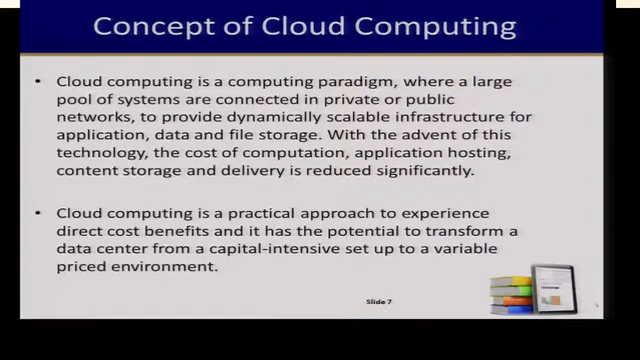 Concept of Cloud Computing
• Cloud computing is a computing paradigm, where a large
pool of systems are connected in private or public
networks, to provide dynamically scalable infrastructure for
application, data and file storage. With the advent of this
technology, the cost of computation, application hosting,
content storage and delivery is reduced significantly.
• Cloud computing is a practical approach to experience
direct cost benefits and it has the potential to transform a
data center from a capital-intensive set up to a variable
priced environment.
Slide 7